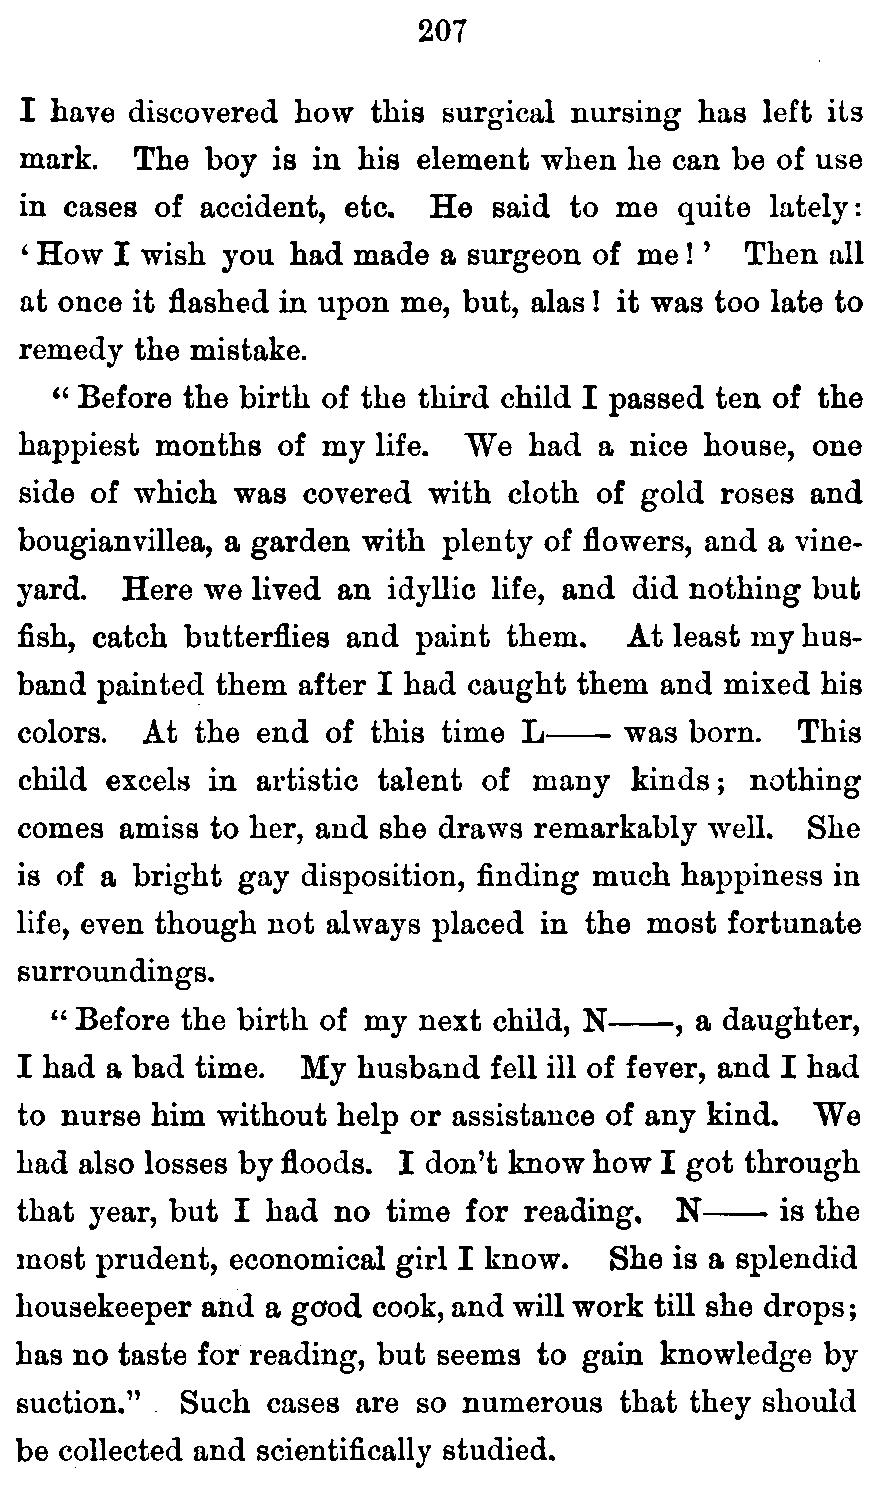 207
I have discovered how this surgical nursing has left its
mark. The boy is in his element when he can be of use
in cases of accident, etc. He said to me quite lately:
‘How I wish you had made a surgeon of me!’ Then all
at once it flashed in upon me, but, alas! it was too late to
remedy the mistake.
“Before the birth of the third child I passed ten of the
happiest months of my life. We had a nice house, one
side of which was covered with cloth of gold roses and
bougianvillea, a garden with plenty of flowers, and a vine-
yard. Here we lived an idyllic life, and did nothing but
fish, catch butterflies and paint them. At least my hus-
band painted them after I had caught them and mixed his
colors. At the end of this time L—— was born. This
child excels in artistic talent of many kinds; nothing
comes amiss to her, and she draws remarkably well. She
is of a bright gay disposition, finding much happiness in
life, even though not always placed in the most fortunate
surroundings.
“Before the birth of my next child, N——, a daughter,
I had a bad time. My husband fell ill of fever, and I had
to nurse him without help or assistance of any kind. We
had also losses by floods. I don’t know how I got through
that year, but I had no time for reading. N—— is the
most prudent, economical girl I know. She is a splendid
housekeeper and a good cook, and will work till she drops;
has no taste for reading, but seems to gain knowledge by
suction.” Such cases are so numerous that they should
be collected and scientifically studied.